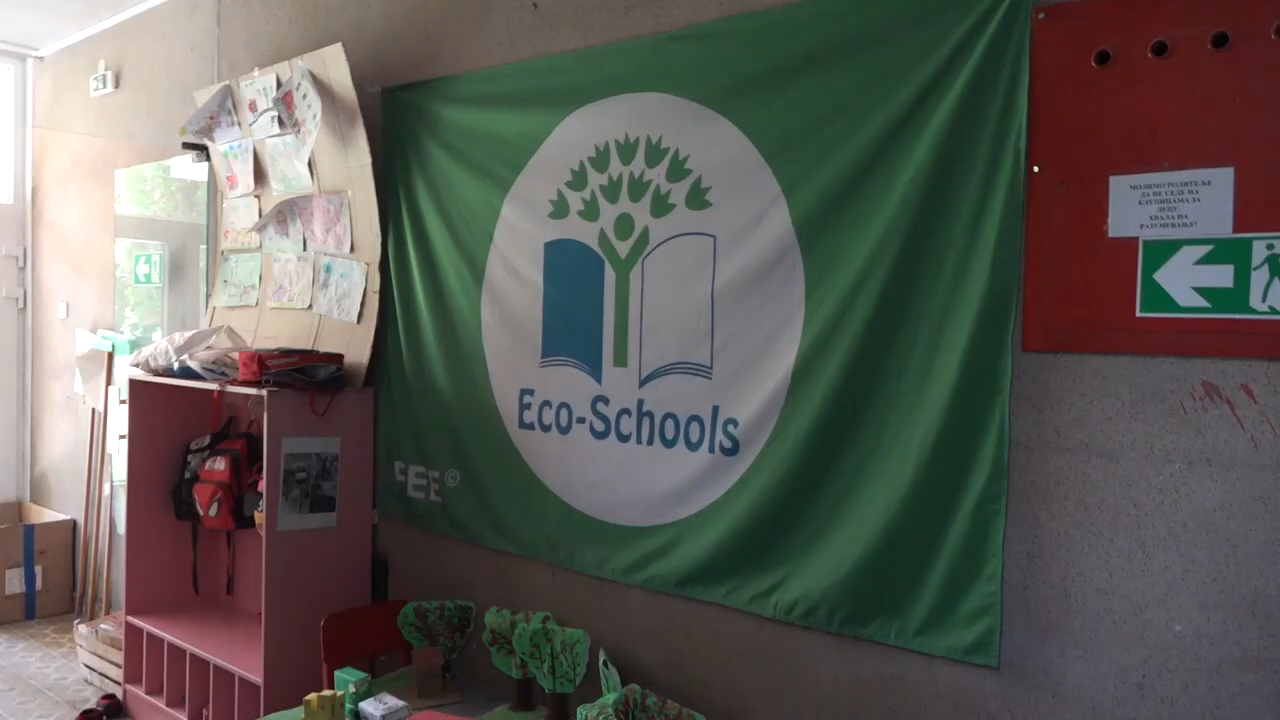 Eco-Schools
FEE©
МОЛИМО РОДИТЕЉЕ
ДА НЕ СЕДЕ НА
КЛУПИЦАМА ЗА
ДЕЦУ.
ХВАЛА НА
РАЗУМЕВАЊУ!